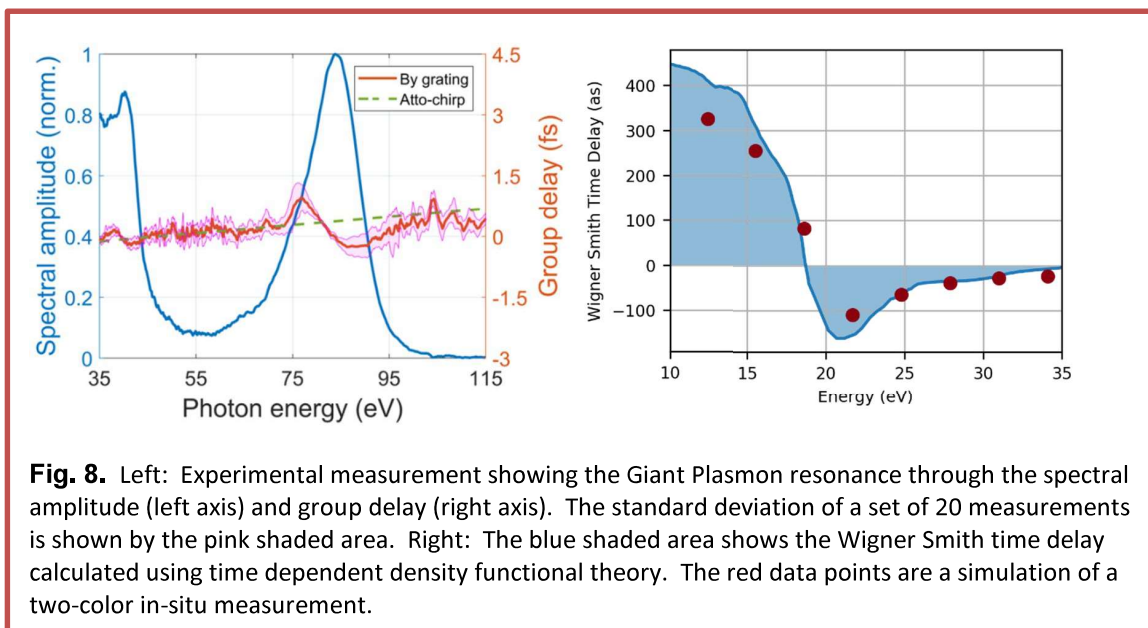 Spectral amplitude (norm.)
1
0.8
0.6
0.4
0.2
0
By grating
Atto-chirp
4.5
3
1.5
0
-1.5
-3
Group delay (fs)
35 55 75 95 115
Photon energy (eV)
Wigner Smith Time Delay (as)
400
300
200
100
0
−100
10 15 20 25 30 35
Energy (eV)
Fig. 8. Left: Experimental measurement showing the Giant Plasmon resonance through the spectral
amplitude (left axis) and group delay (right axis). The standard deviation of a set of 20 measurements
is shown by the pink shaded area. Right: The blue shaded area shows the Wigner Smith time delay
calculated using time dependent density functional theory. The red data points are a simulation of a
two-color in-situ measurement.